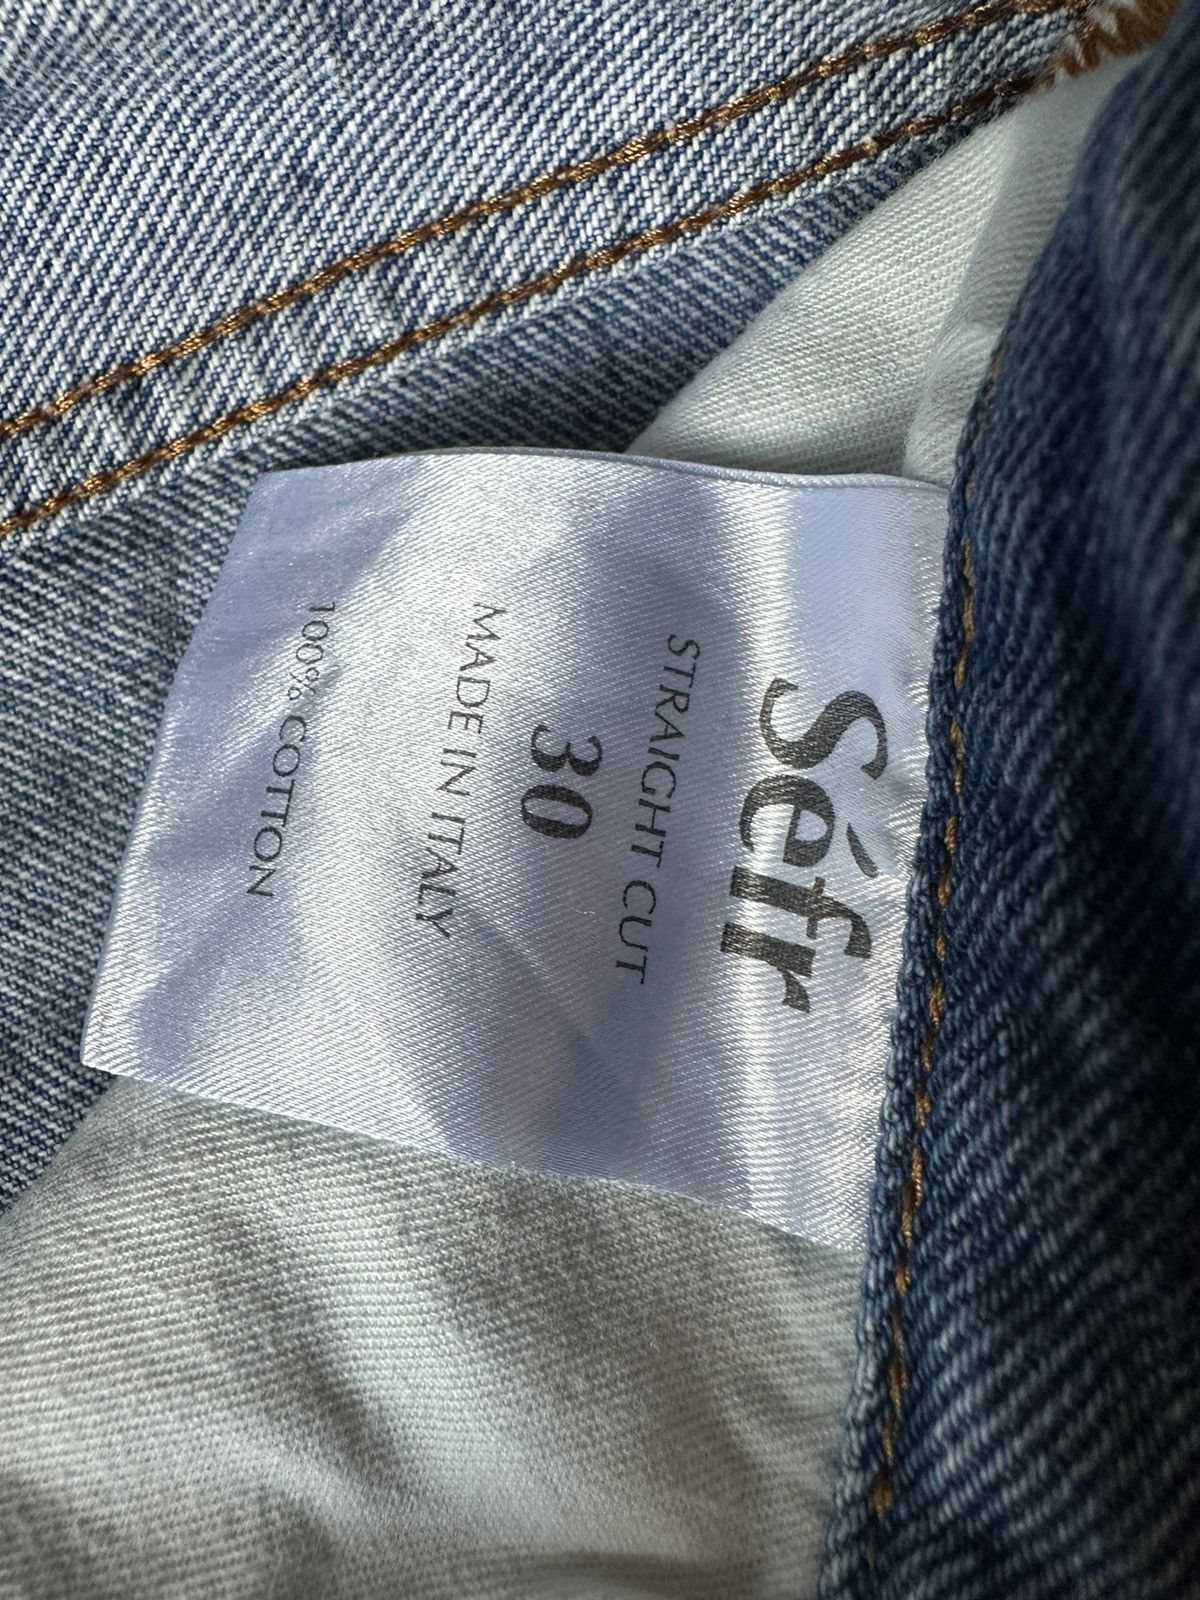 Séfr
STRAIGHT CUT
30
MADE IN ITALY
100% COTTON